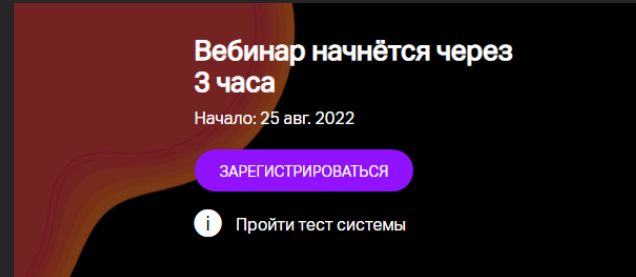 Вебинар начнётся через
3 часа
Начало: 25 авг. 2022
ЗАРЕГИСТРИРОВАТЬСЯ
i Пройти тест системы